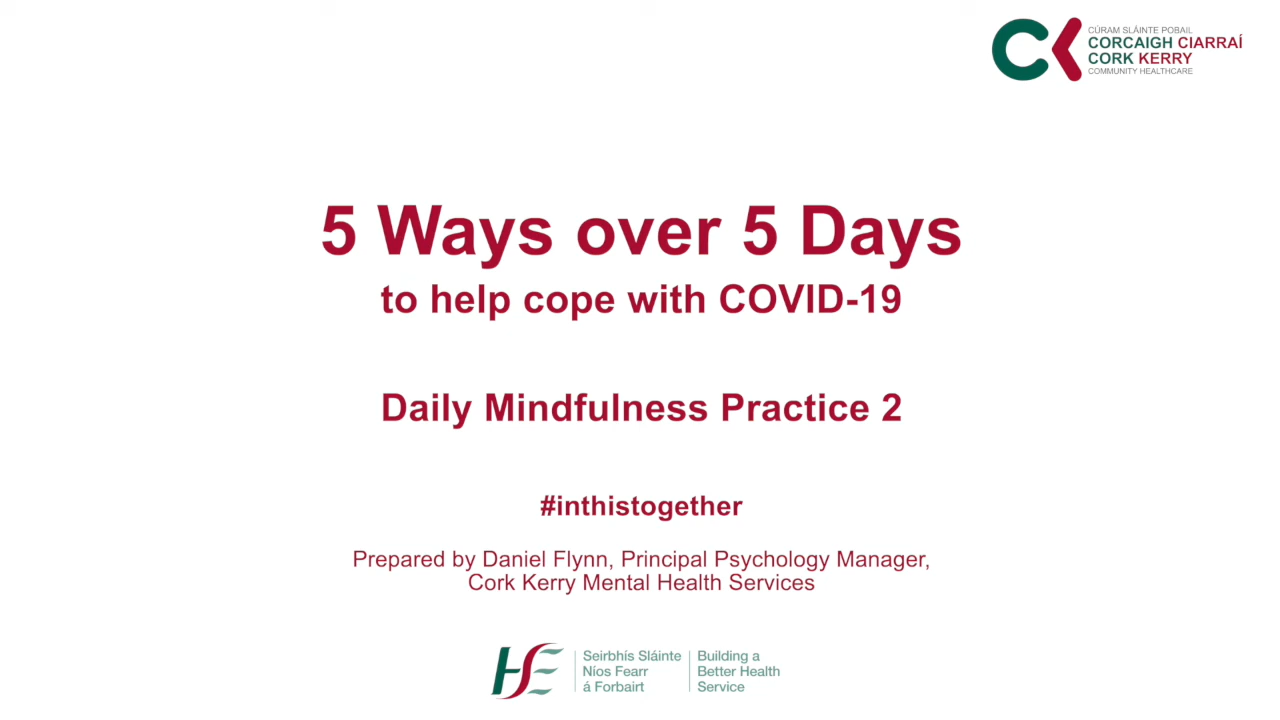 CÚRAM SLÁINTE POBAIL
CORCAIGH CIARRAÍ
CORK KERRY
COMMUNITY HEALTHCARE
5 Ways over 5 Days
to help cope with COVID-19
Daily Mindfulness Practice 2
#inthistogether
Prepared by Daniel Flynn, Principal Psychology Manager,
Cork Kerry Mental Health Services
HSE
Seirbhís Sláinte
Níos Fearr
á Forbairt
Building a
Better Health
Service